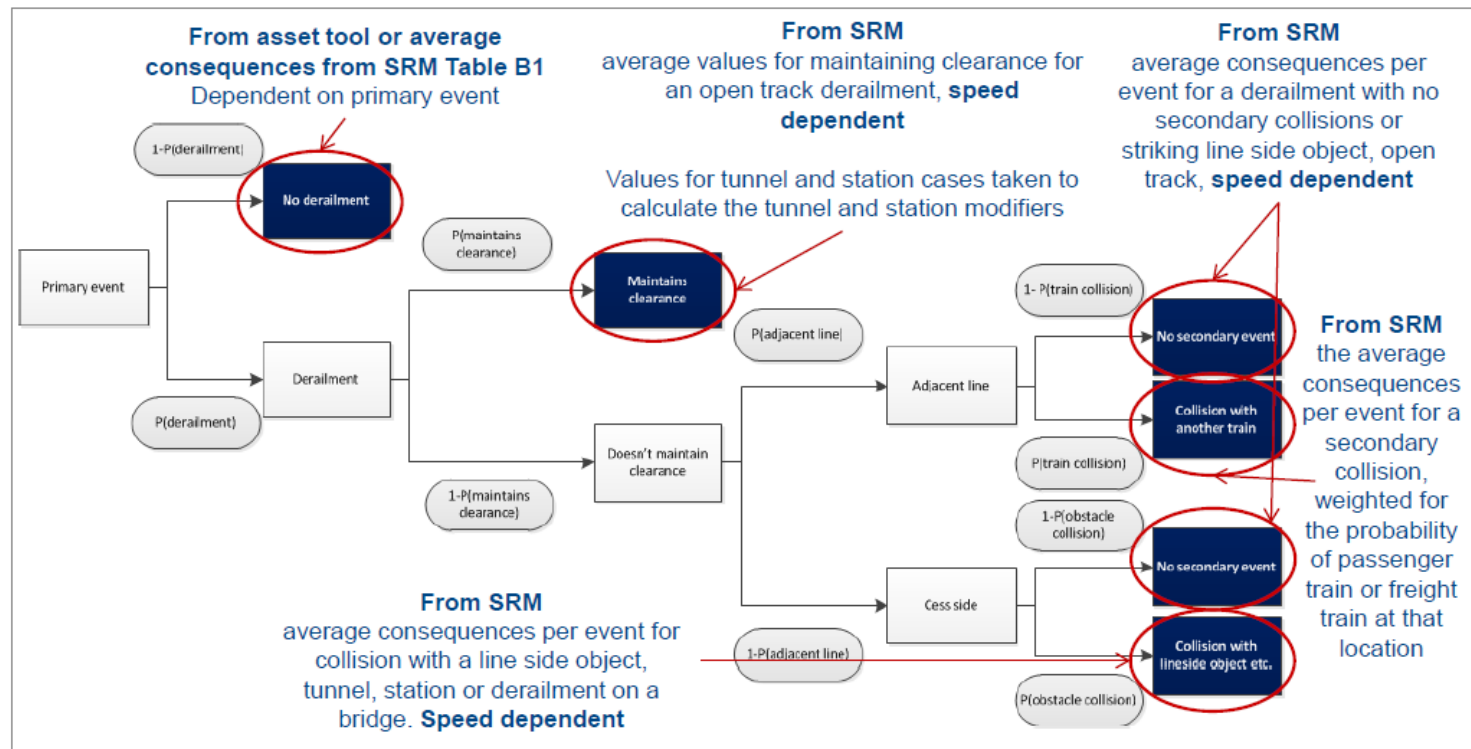 From asset tool or average
consequences from SRM Table B1
Dependent on primary event
From SRM
average values for maintaining clearance for
an open track derailment, speed
dependent
From SRM
average consequences per
event for a derailment with no
secondary collisions or
striking line side object, open
track, speed dependent
Values for tunnel and station cases taken to
calculate the tunnel and station modifiers
1-P(derailment|
No derailment
P(maintains
clearance)
Primary event
Maintains
clearance
1- P(train collision)
P(adjacent line|
No secondary event
From SRM
the average
consequences
per event for a
secondary
collision,
weighted for
the probability
of passenger
train or freight
train at that
location
Derailment
Adjacent line
P(derailment)
Collision with
another train
Doesn't maintain
clearance
P|train collision)
1-P(maintains
clearance)
1-P(obstacle
collision)
No secondary event
Cess side
From SRM
average consequences per event for
collision with a line side object,
tunnel, station or derailment on a
bridge. Speed dependent
1-P(adjacent line)
Collision with
lineside object etc.
P(obstacle collision)